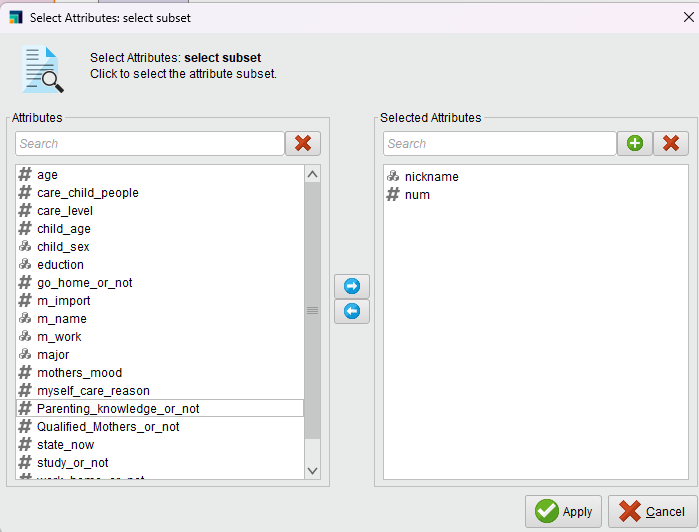 Select Attributes: select subset
Select Attributes: select subset
Click to select the attribute subset.
Attributes
Search
age
care_child_people
care_level
child_age
child_sex
eduction
go_home_or_not
m_import
m_name
m_work
major
mothers_mood
myself_care_reason
Parenting_knowledge_or_not
Qualified_Mothers_or_not
state_now
study_or_not
Selected Attributes
Search
nickname
num
Apply
Cancel